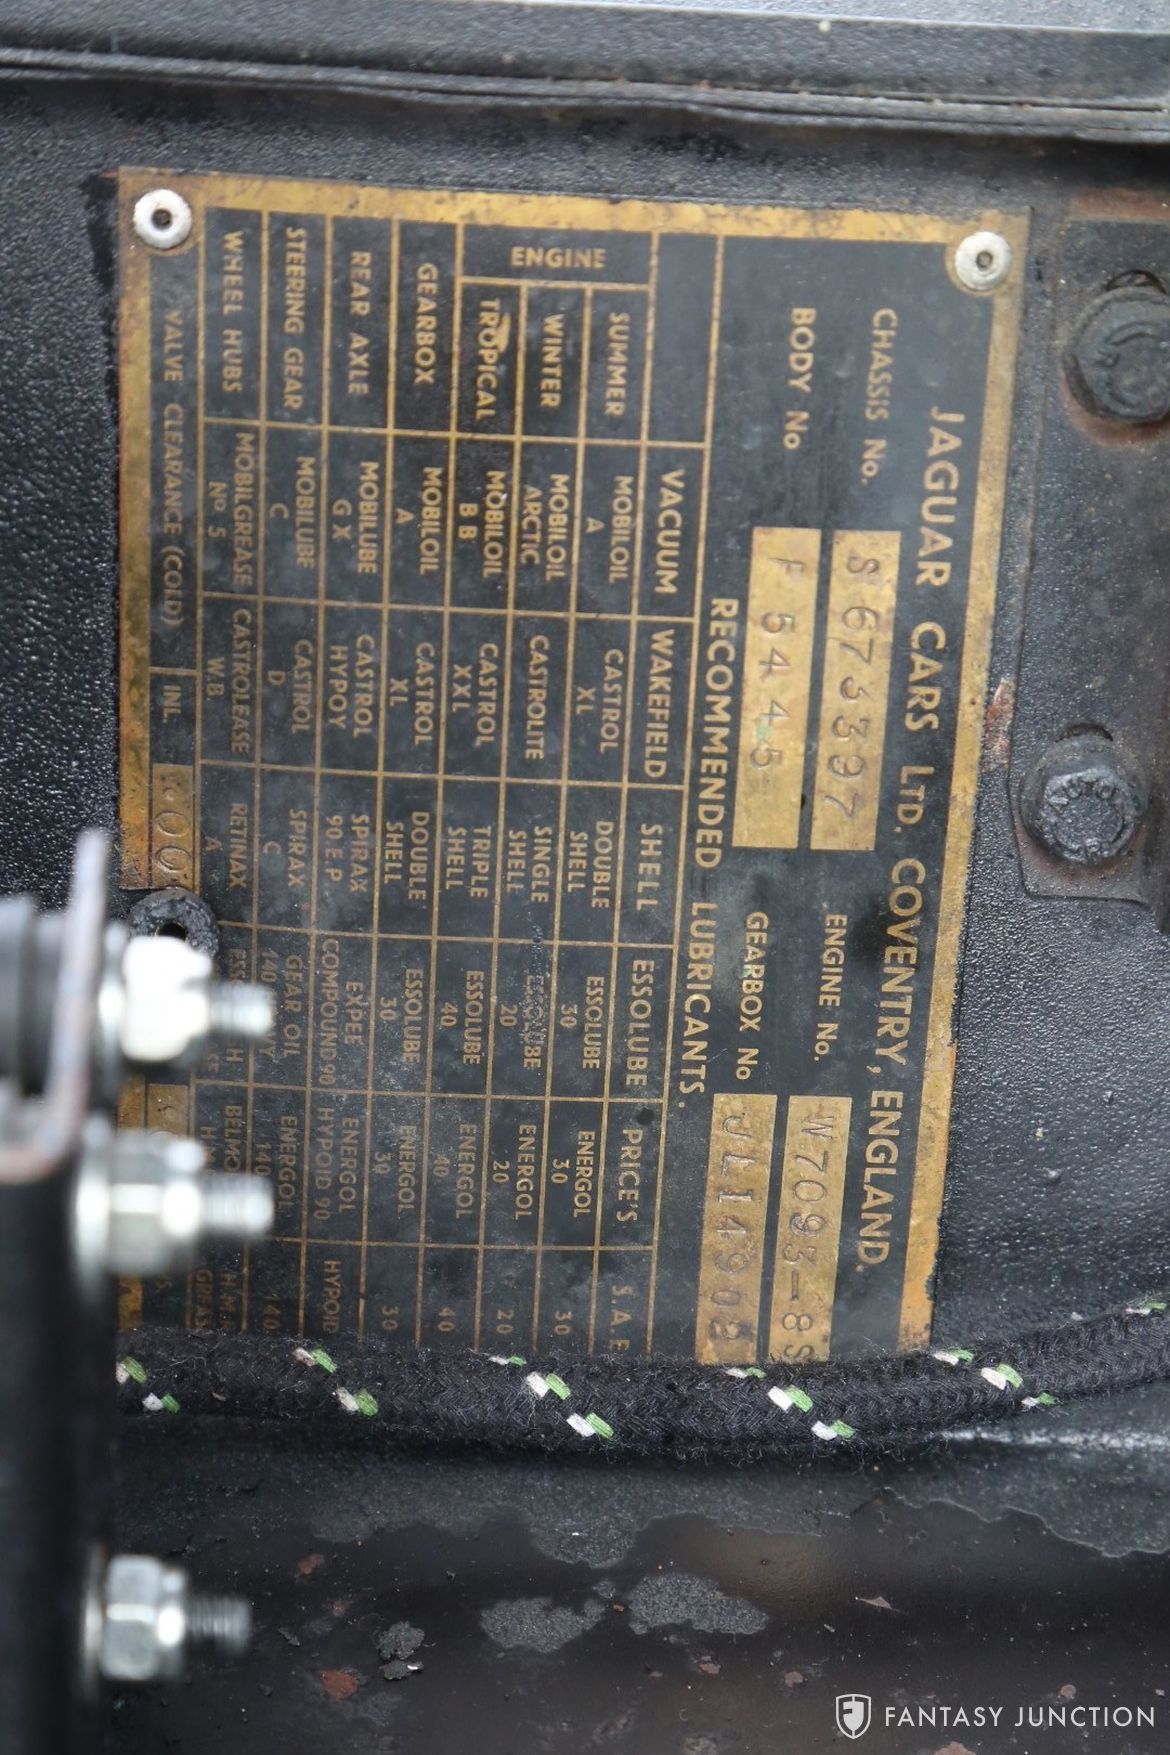 JAGUAR CARS LTD. COVENTRY, ENGLAND.
CHASSIS No. S 673397 ENGINE No. W7095-8S
BODY No F 5445 GEARBOX No JL14903
RECOMMENDED LUBRICANTS.
VACUUM WAKEFIELD SHELL ESSOLUBE PRICE'S S.A.E
ENGINE
SUMMER MOBILOIL A CASTROL XL DOUBLE SHELL ESSOLUBE 30 ENERGOL 30 30
WINTER MOBILOIL ARCTIC CASTROLITE SINGLE SHELL ESSOLUBE 20 ENERGOL 20 20
TROPICAL MOBILOIL B B CASTROL XXL TRIPLE SHELL ESSOLUBE 40 ENERGOL 40 40
GEARBOX MOBILOIL A CASTROL XL DOUBLE SHELL ESSOLUBE 30 ENERGOL 30 30
REAR AXLE MOBILUBE GX CASTROL HYPOY SPIRAX 90 E.P. EXPEE COMPOUND 90 ENERGOL HYPOID 90 HYPOID
STEERING GEAR MOBILUBE C CASTROL D SPIRAX C GEAR OIL 140 ENERGOL 140 140
WHEEL HUBS MOBILGREASE No 5 CASTROLEASE W.B RETINAX A
VALVE CLEARANCE (COLD) INL
FANTASY JUNCTION